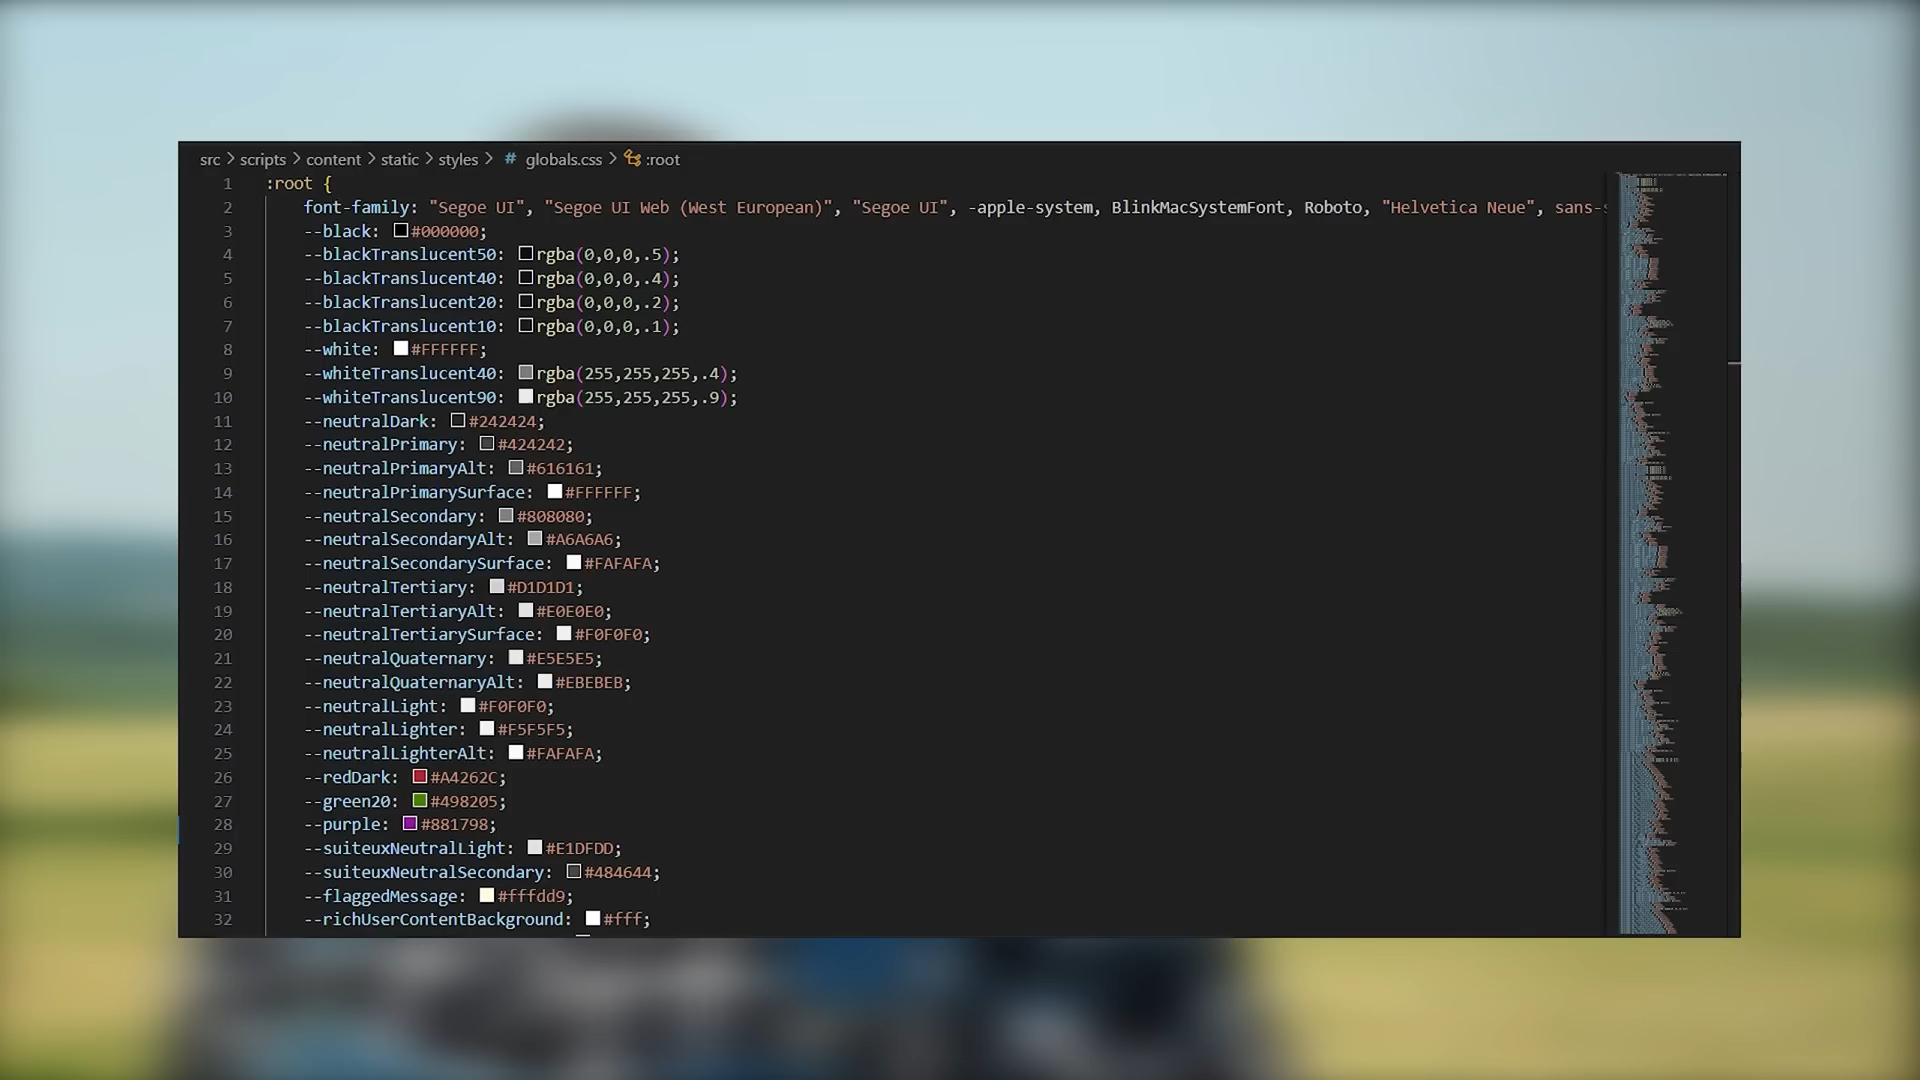 src > scripts > content > static > styles > # globals.css > :root
1 :root {
2 font-family: "Segoe UI", "Segoe UI Web (West European)", "Segoe UI", -apple-system, BlinkMacSystemFont, Roboto, "Helvetica Neue", sans-s
3 --black: #000000;
4 --blackTranslucent50: rgba(0,0,0,.5);
5 --blackTranslucent40: rgba(0,0,0,.4);
6 --blackTranslucent20: rgba(0,0,0,.2);
7 --blackTranslucent10: rgba(0,0,0,.1);
8 --white: #FFFFFF;
9 --whiteTranslucent40: rgba(255,255,255,.4);
10 --whiteTranslucent90: rgba(255,255,255,.9);
11 --neutralDark: #242424;
12 --neutralPrimary: #424242;
13 --neutralPrimaryAlt: #616161;
14 --neutralPrimarySurface: #FFFFFF;
15 --neutralSecondary: #808080;
16 --neutralSecondaryAlt: #A6A6A6;
17 --neutralSecondarySurface: #FAFAFA;
18 --neutralTertiary: #D1D1D1;
19 --neutralTertiaryAlt: #E0E0E0;
20 --neutralTertiarySurface: #F0F0F0;
21 --neutralQuaternary: #E5E5E5;
22 --neutralQuaternaryAlt: #EBEBEB;
23 --neutralLight: #F0F0F0;
24 --neutralLighter: #F5F5F5;
25 --neutralLighterAlt: #FAFAFA;
26 --redDark: #A4262C;
27 --green20: #498205;
28 --purple: #881798;
29 --suiteuxNeutralLight: #E1DFDD;
30 --suiteuxNeutralSecondary: #484644;
31 --flaggedMessage: #fffdd9;
32 --richUserContentBackground: #fff;